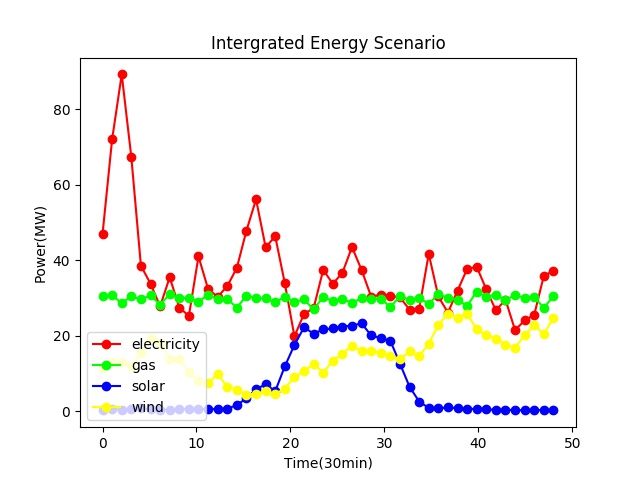 Intergrated Energy Scenario
Power(MW)
80
60
40
20
0
electricity
gas
solar
wind
0 10 20 30 40 50
Time(30min)